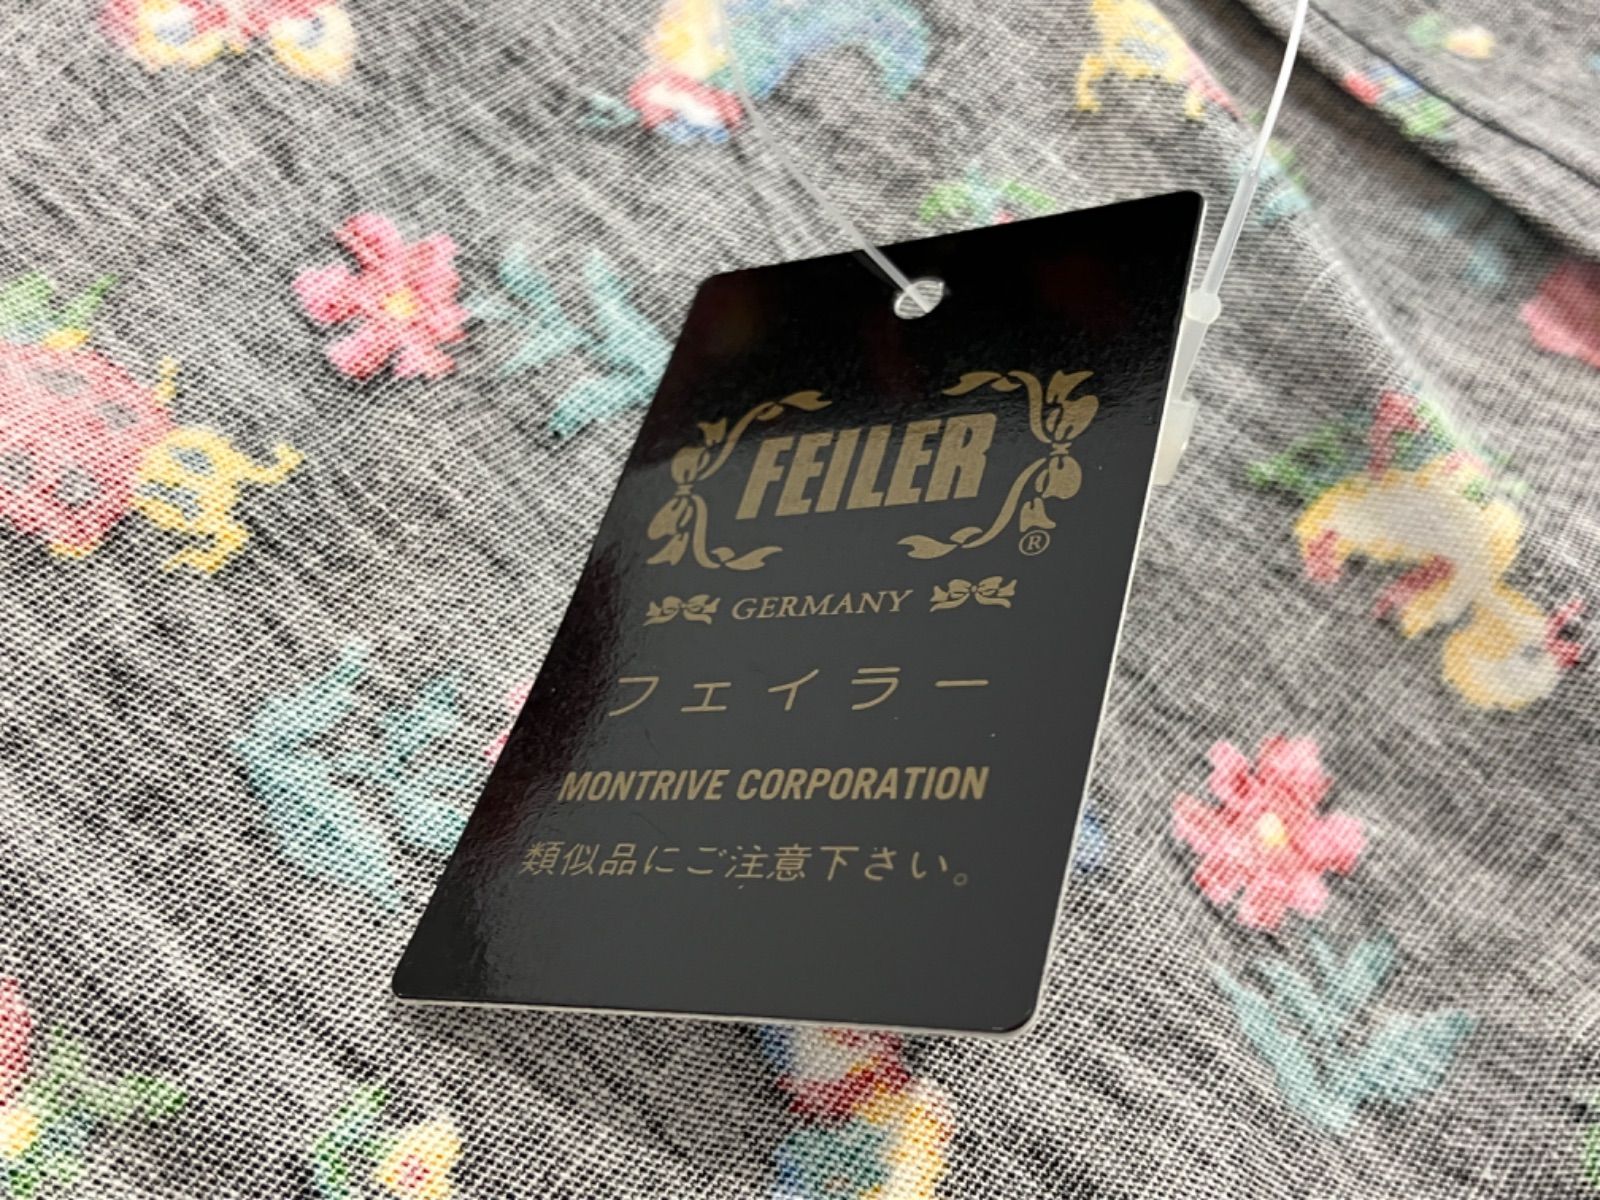 FEILER
®
GERMANY
フェイラー
MONTRIVE CORPORATION
類似品にご注意下さい。